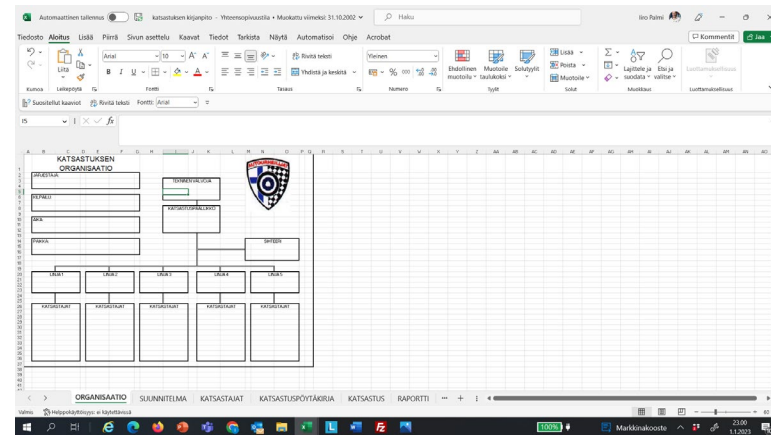 Automaattinen tallennus
katsastuksen kirjanpito - Yhteensopivuustila • Muokattu viimeksi: 31.10.2002
Haku
Iiro Palmi
Tiedosto Aloitus Lisää Piirrä Sivun asettelu Kaavat Tiedot Tarkista Näytä Automatisoi Ohje Acrobat
Kommentit Jaa
Liitä
Arial 10
Rivitä teksti
Yleinen
B I U
Yhdistä ja keskitä
Ehdollinen muotoilu
Muotoile taulukoksi
Solutyylit
Lisää
Poista
Muotoile
Lajittele ja suodata
Etsi ja valitse
Luottamuksellisuus
Kumoa Leikepöytä Fontti Tasaus Numero Tyylit Solut Muokkaus Luottamuksellisuus
Suositellut kaaviot Rivitä teksti Fontti: Arial
I5 fx
KATSASTUKSEN
ORGANISAATIO
JÄRJESTÄJÄ:
TEKNINEN VALVOJA
KILPAILU:
KATSASTUSPÄÄLLIKKÖ
AIKA:
PAIKKA:
SIHTEERI
LINJA 1 LINJA 2 LINJA 3 LINJA 4 LINJA 5
KATSASTAJAT KATSASTAJAT KATSASTAJAT KATSASTAJAT KATSASTAJAT
ORGANISAATIO SUUNNITELMA KATSASTAJAT KATSASTUSPÖYTÄKIRJA KATSASTUS RAPORTTI
Valmis Helppokäyttöisyys: ei käytettävissä
100%
Markkinakooste
23.00
1.1.2023